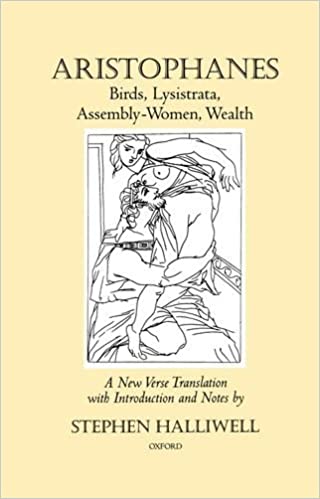 ARISTOPHANES
Birds, Lysistrata,
Assembly-Women, Wealth
A New Verse Translation
with Introduction and Notes by
STEPHEN HALLIWELL
OXFORD